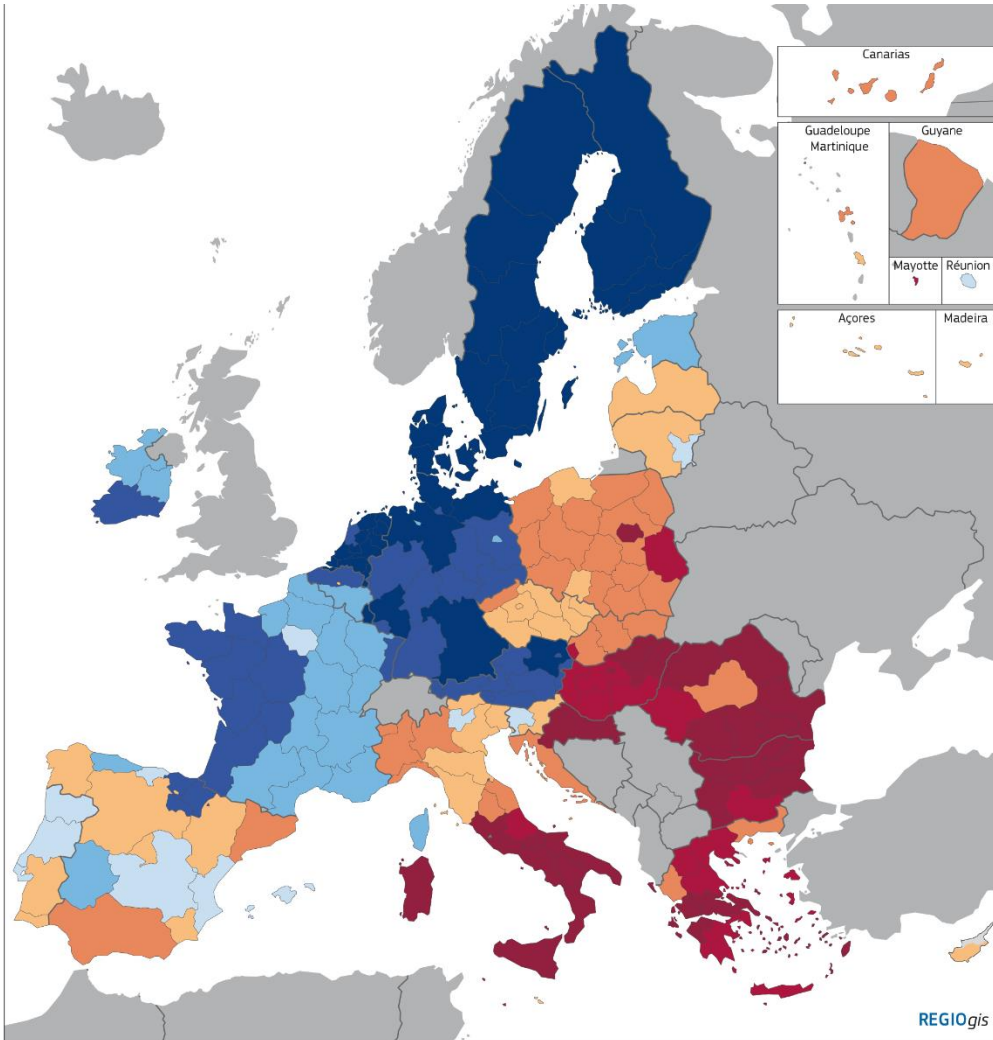 Canarias
Guadeloupe
Martinique
Guyane
Mayotte
Réunion
Açores
Madeira
REGIOgis